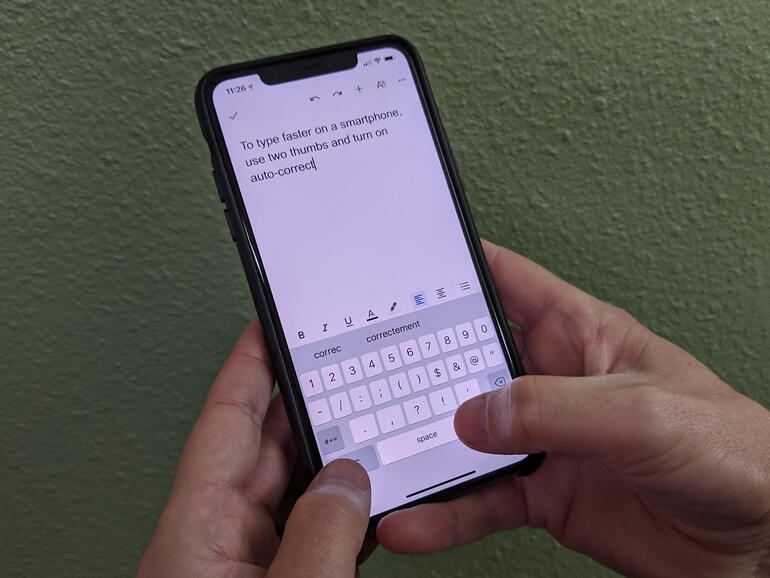 11:26
To type faster on a smartphone,
use two thumbs and turn on
auto-correct
B I U A
correc correctement
1 2 3 4 5 6 7 8 9 0
- / : ; ( ) $ & @ "
#+= . , ? ! '
space